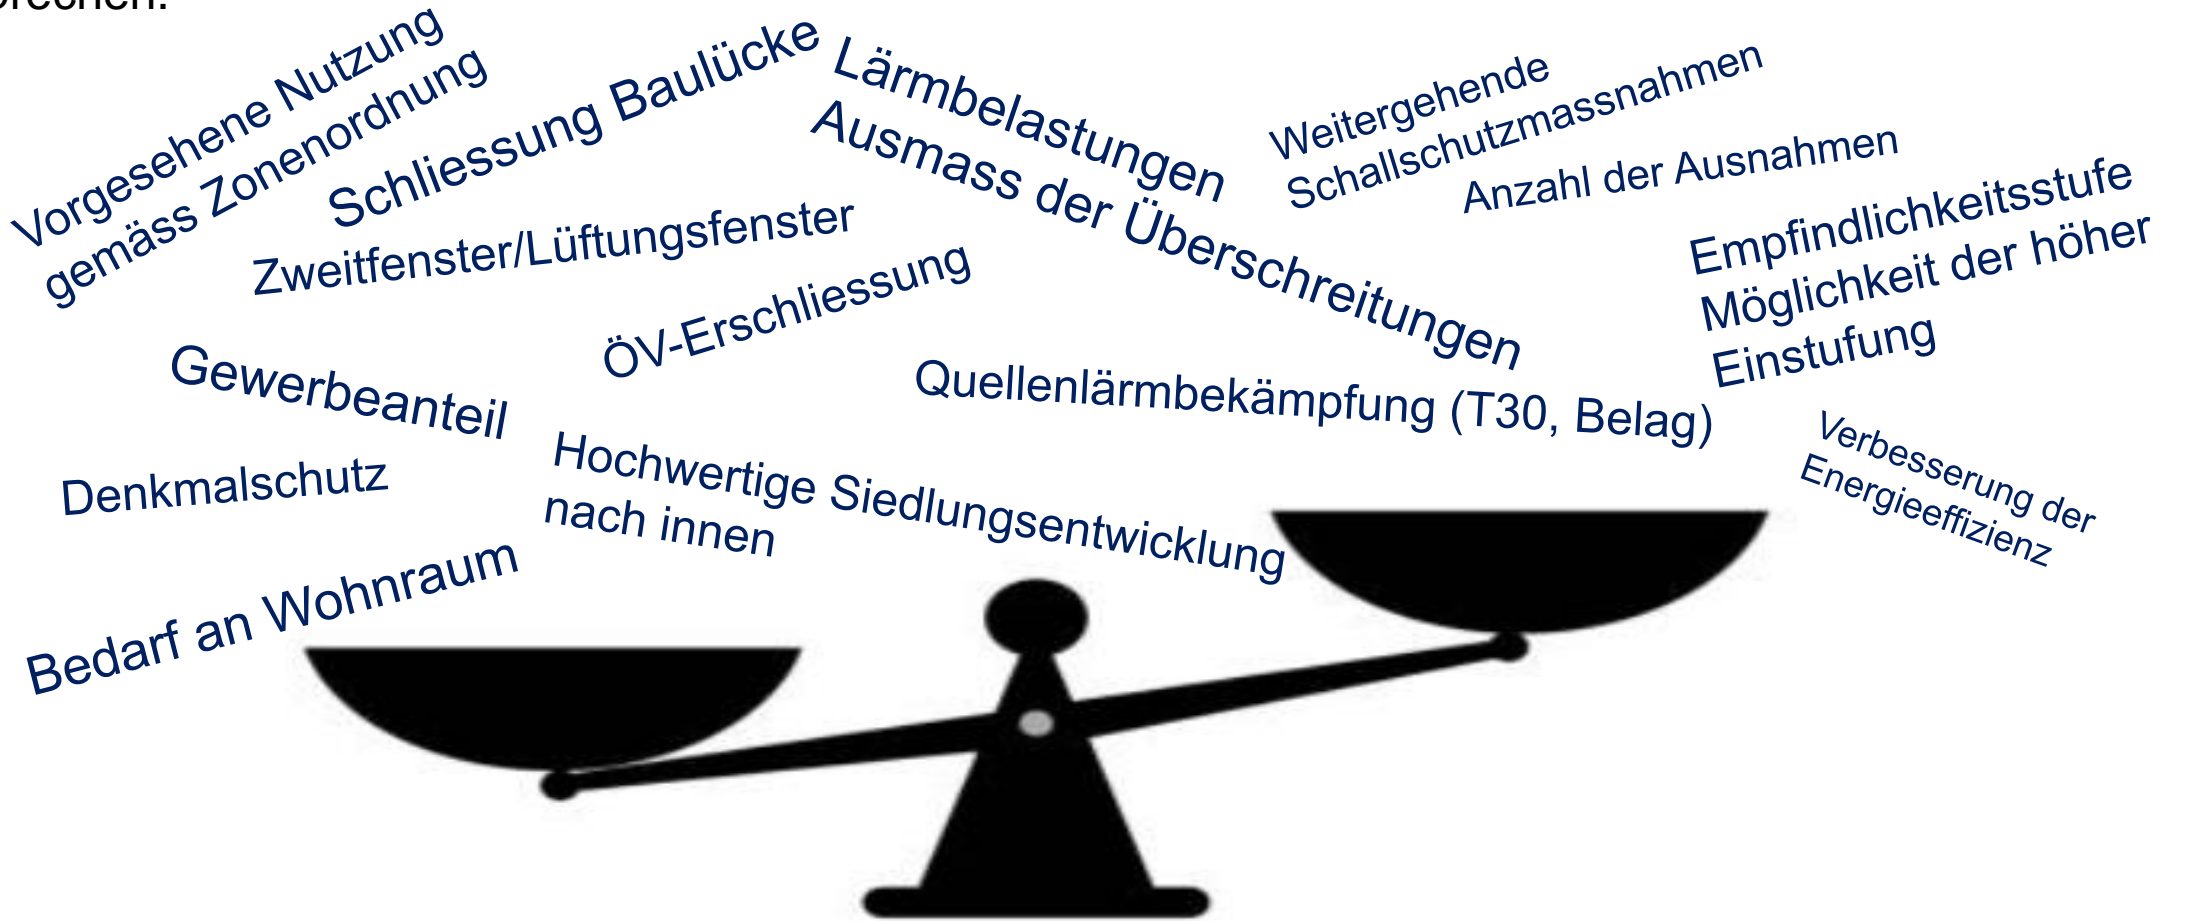 Vorgesehene Nutzung
gemäss Zonenordnung
Schliessung Baulücke
Lärmbelastungen
Ausmass der Überschreitungen
Weitergehende
Schallschutzmassnahmen
Anzahl der Ausnahmen
Empfindlichkeitsstufe
Möglichkeit der höher
Einstufung
Zweitfenster/Lüftungsfenster
ÖV-Erschliessung
Gewerbeanteil
Quellenlärmbekämpfung (T30, Belag)
Verbesserung der
Energieeffizienz
Denkmalschutz
Hochwertige Siedlungsentwicklung
nach innen
Bedarf an Wohnraum